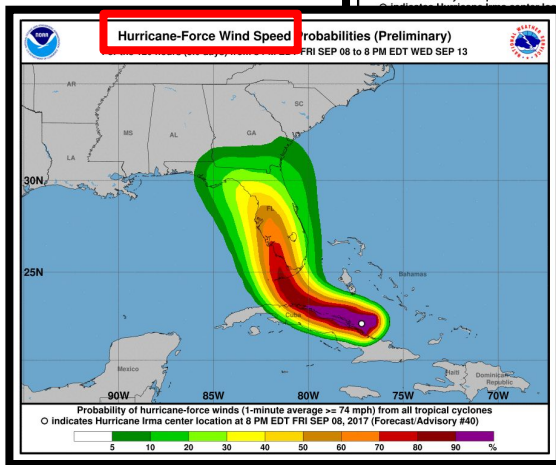 Hurricane-Force Wind Speed Probabilities (Preliminary)
FRI SEP 08 to 8 PM EDT WED SEP 13
AR
SC
MS
AL
GA
LA
30N
FL
25N
Bahamas
Cuba
Mexico
Haiti
Dominican
Republic
90W
85W
80W
75W
70W
Probability of hurricane-force winds (1-minute average >= 74 mph) from all tropical cyclones
O indicates Hurricane Irma center location at 8 PM EDT FRI SEP 08, 2017 (Forecast/Advisory #40)
5 10 20 30 40 50 60 70 80 90 %